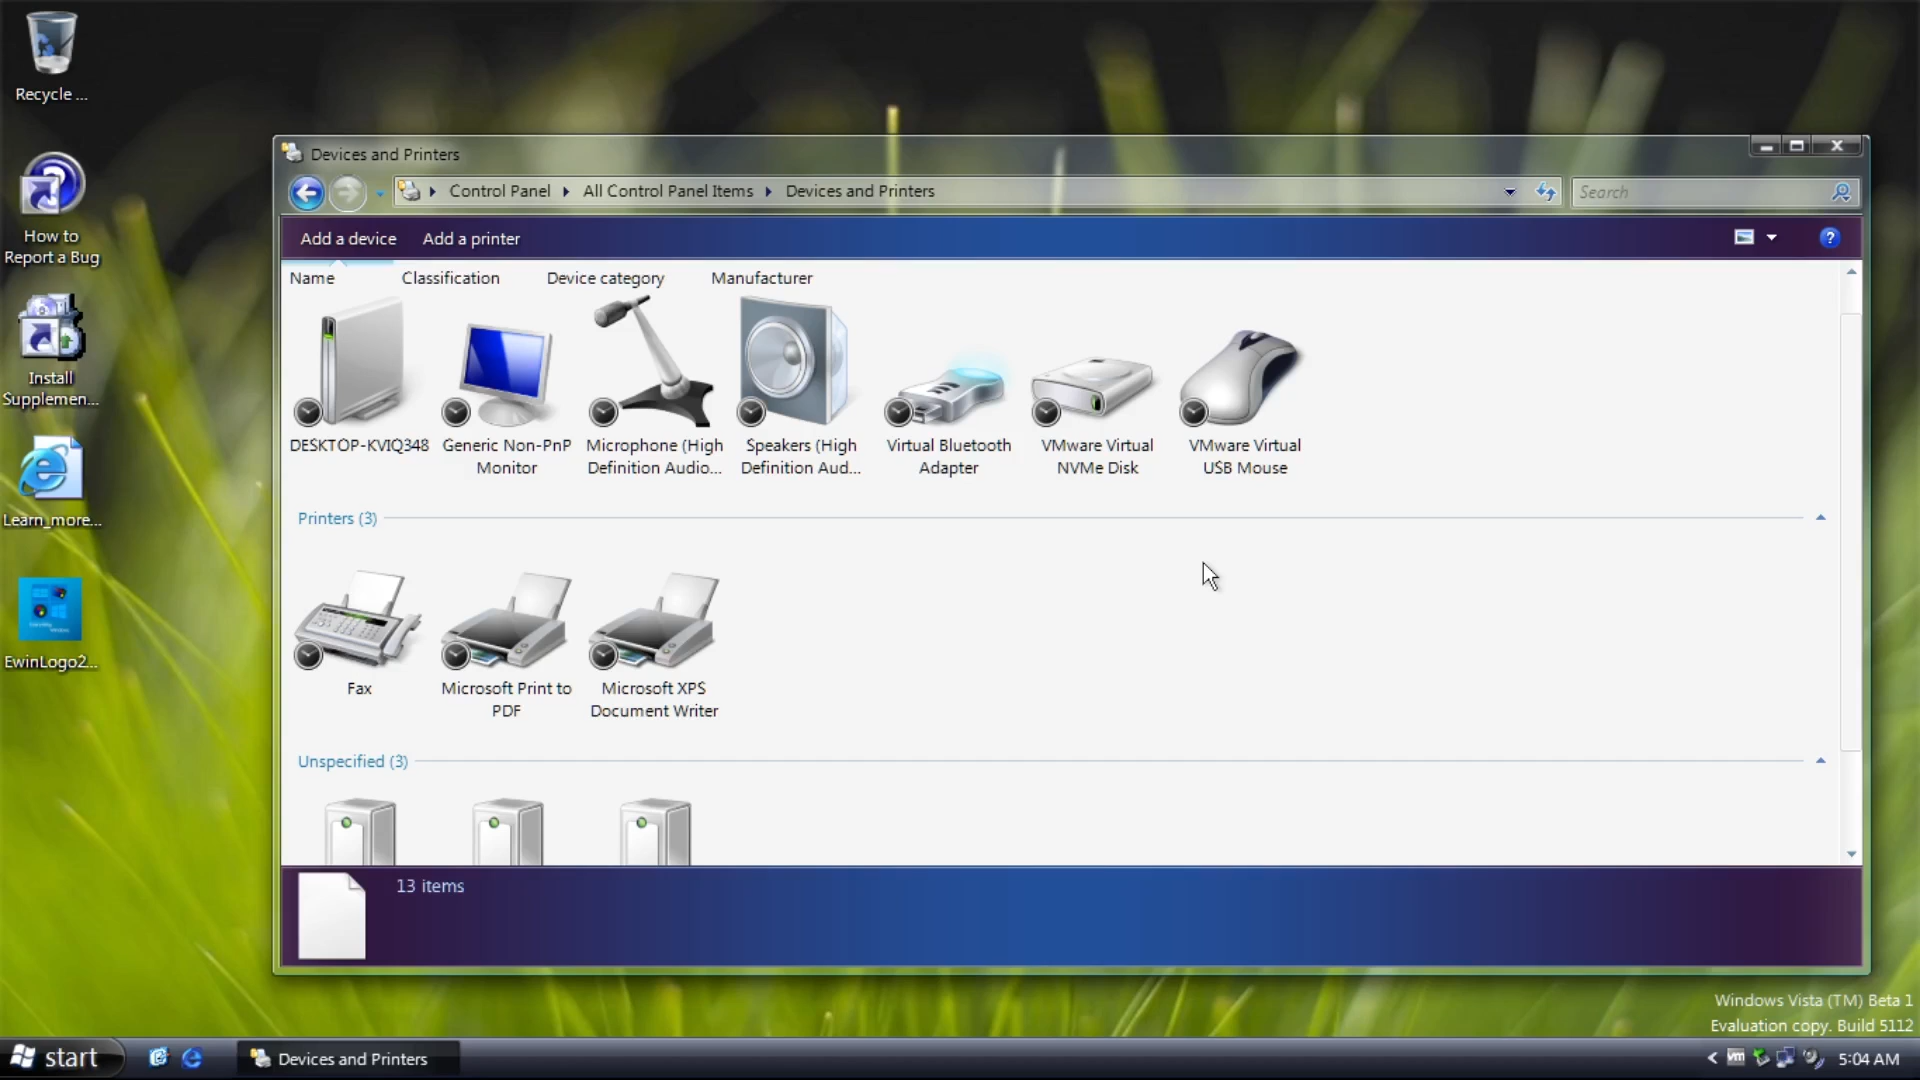 Recycle ...
How to
Report a Bug
Install
Supplemen...
Learn_more...
EwinLogo2...
Devices and Printers
Control Panel
All Control Panel Items
Devices and Printers
Search
Add a device
Add a printer
?
Name
Classification
Device category
Manufacturer
DESKTOP-KVIQ348
Generic Non-PnP
Monitor
Microphone (High
Definition Audio...
Speakers (High
Definition Aud...
Virtual Bluetooth
Adapter
VMware Virtual
NVMe Disk
VMware Virtual
USB Mouse
Printers (3)
Fax
Microsoft Print to
PDF
Microsoft XPS
Document Writer
Unspecified (3)
13 items
Windows Vista (TM) Beta 1
Evaluation copy. Build 5112
start
Devices and Printers
vm
5:04 AM